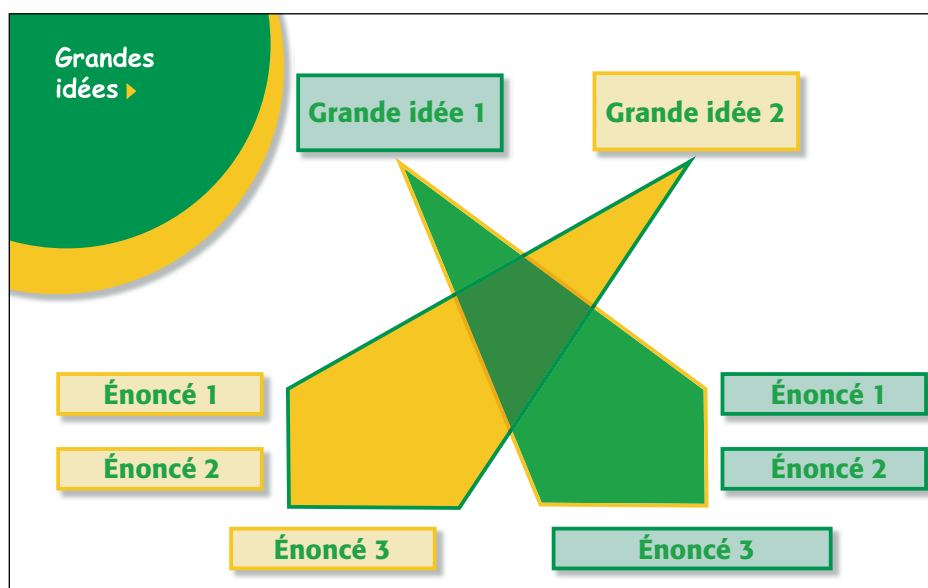 Grandes
idées
Grande idée 1
Grande idée 2
Énoncé 1
Énoncé 1
Énoncé 2
Énoncé 2
Énoncé 3
Énoncé 3